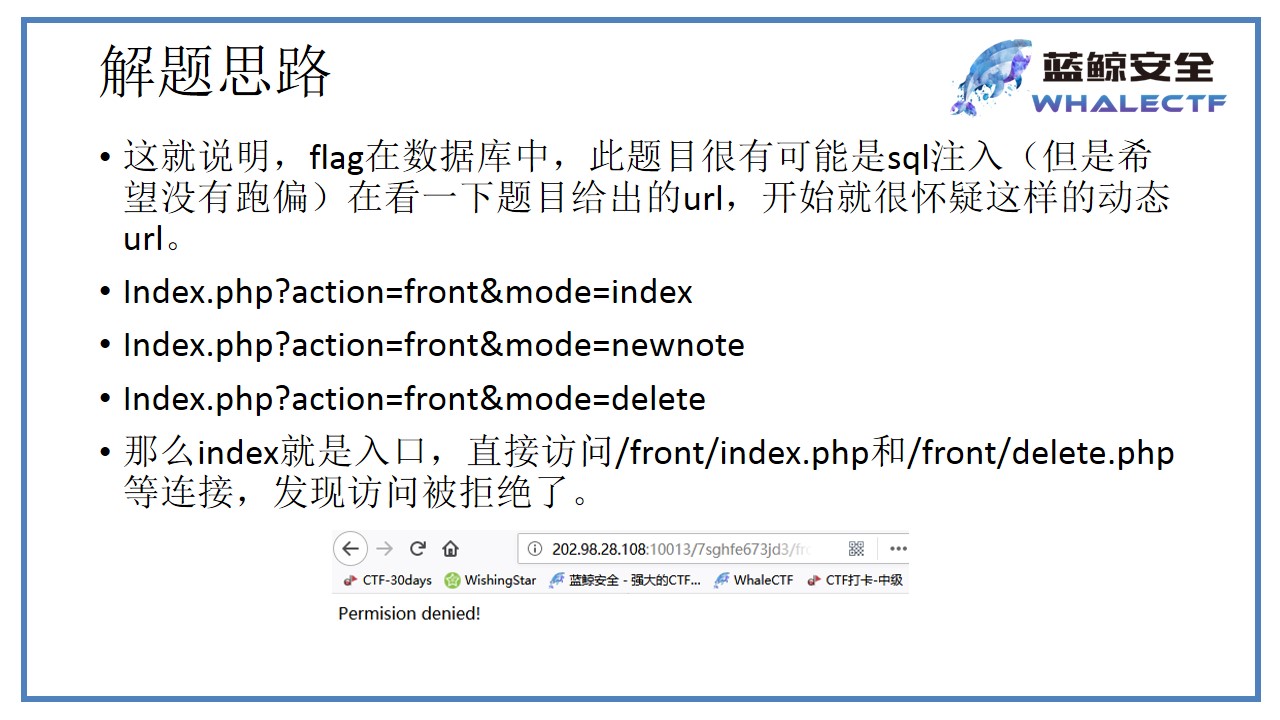 解题思路
蓝鲸安全
WHALECTF
• 这就说明，flag在数据库中，此题目很有可能是sql注入（但是希
望没有跑偏）在看一下题目给出的url，开始就很怀疑这样的动态
url。
• Index.php?action=front&mode=index
• Index.php?action=front&mode=newnote
• Index.php?action=front&mode=delete
• 那么index就是入口，直接访问/front/index.php和/front/delete.php
等连接，发现访问被拒绝了。
202.98.28.108:10013/7sghfe673jd3/fro
CTF-30days WishingStar 蓝鲸安全 - 强大的CTF... WhaleCTF CTF打卡-中级
Permision denied!